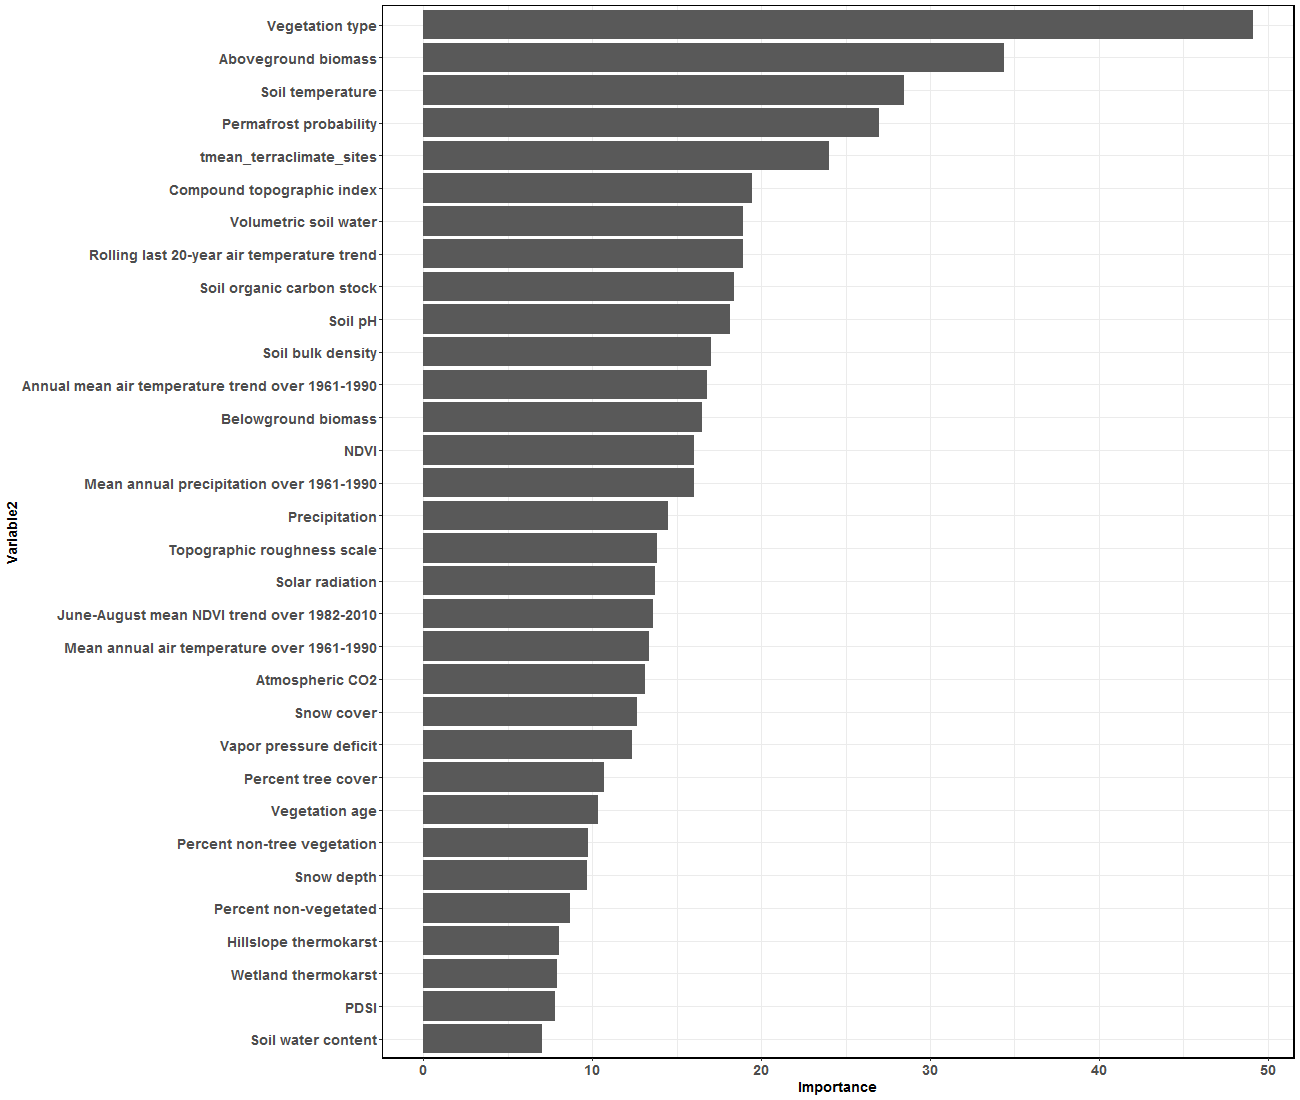 Vegetation type
Aboveground biomass
Soil temperature
Permafrost probability
tmean_terraclimate_sites
Compound topographic index
Volumetric soil water
Rolling last 20-year air temperature trend
Soil organic carbon stock
Soil pH
Soil bulk density
Annual mean air temperature trend over 1961-1990
Belowground biomass
NDVI
Mean annual precipitation over 1961-1990
Precipitation
Topographic roughness scale
Solar radiation
June-August mean NDVI trend over 1982-2010
Mean annual air temperature over 1961-1990
Atmospheric CO2
Snow cover
Vapor pressure deficit
Percent tree cover
Vegetation age
Percent non-tree vegetation
Snow depth
Percent non-vegetated
Hillslope thermokarst
Wetland thermokarst
PDSI
Soil water content
Variable2
0 10 20 30 40 50
Importance